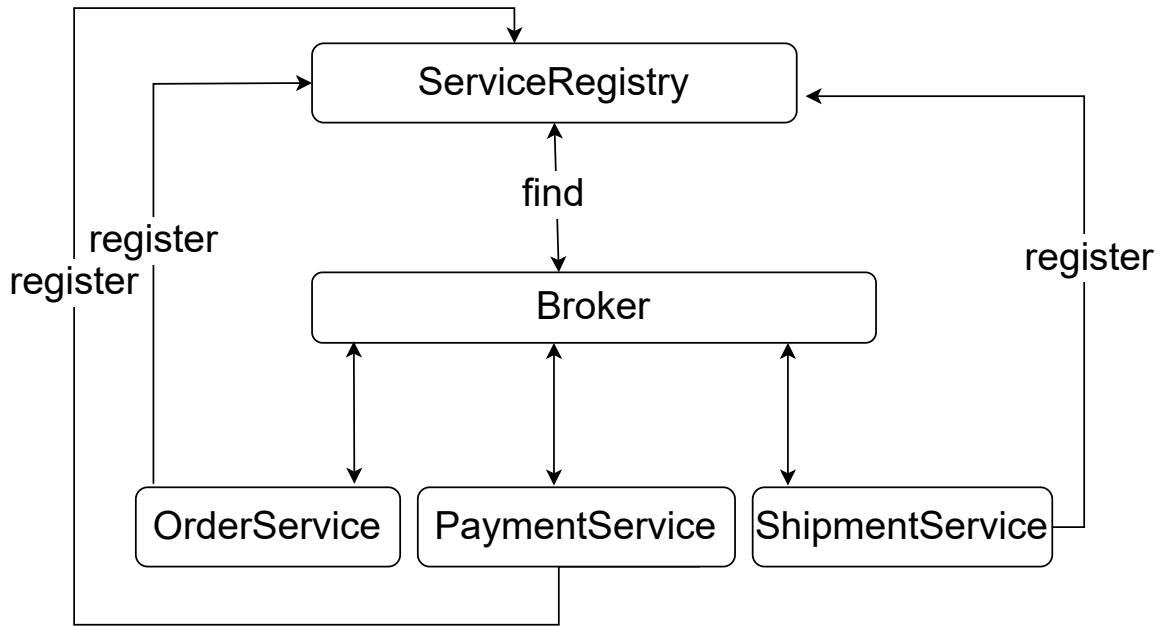 ServiceRegistry
find
register
register
register
Broker
OrderService
PaymentService
ShipmentService